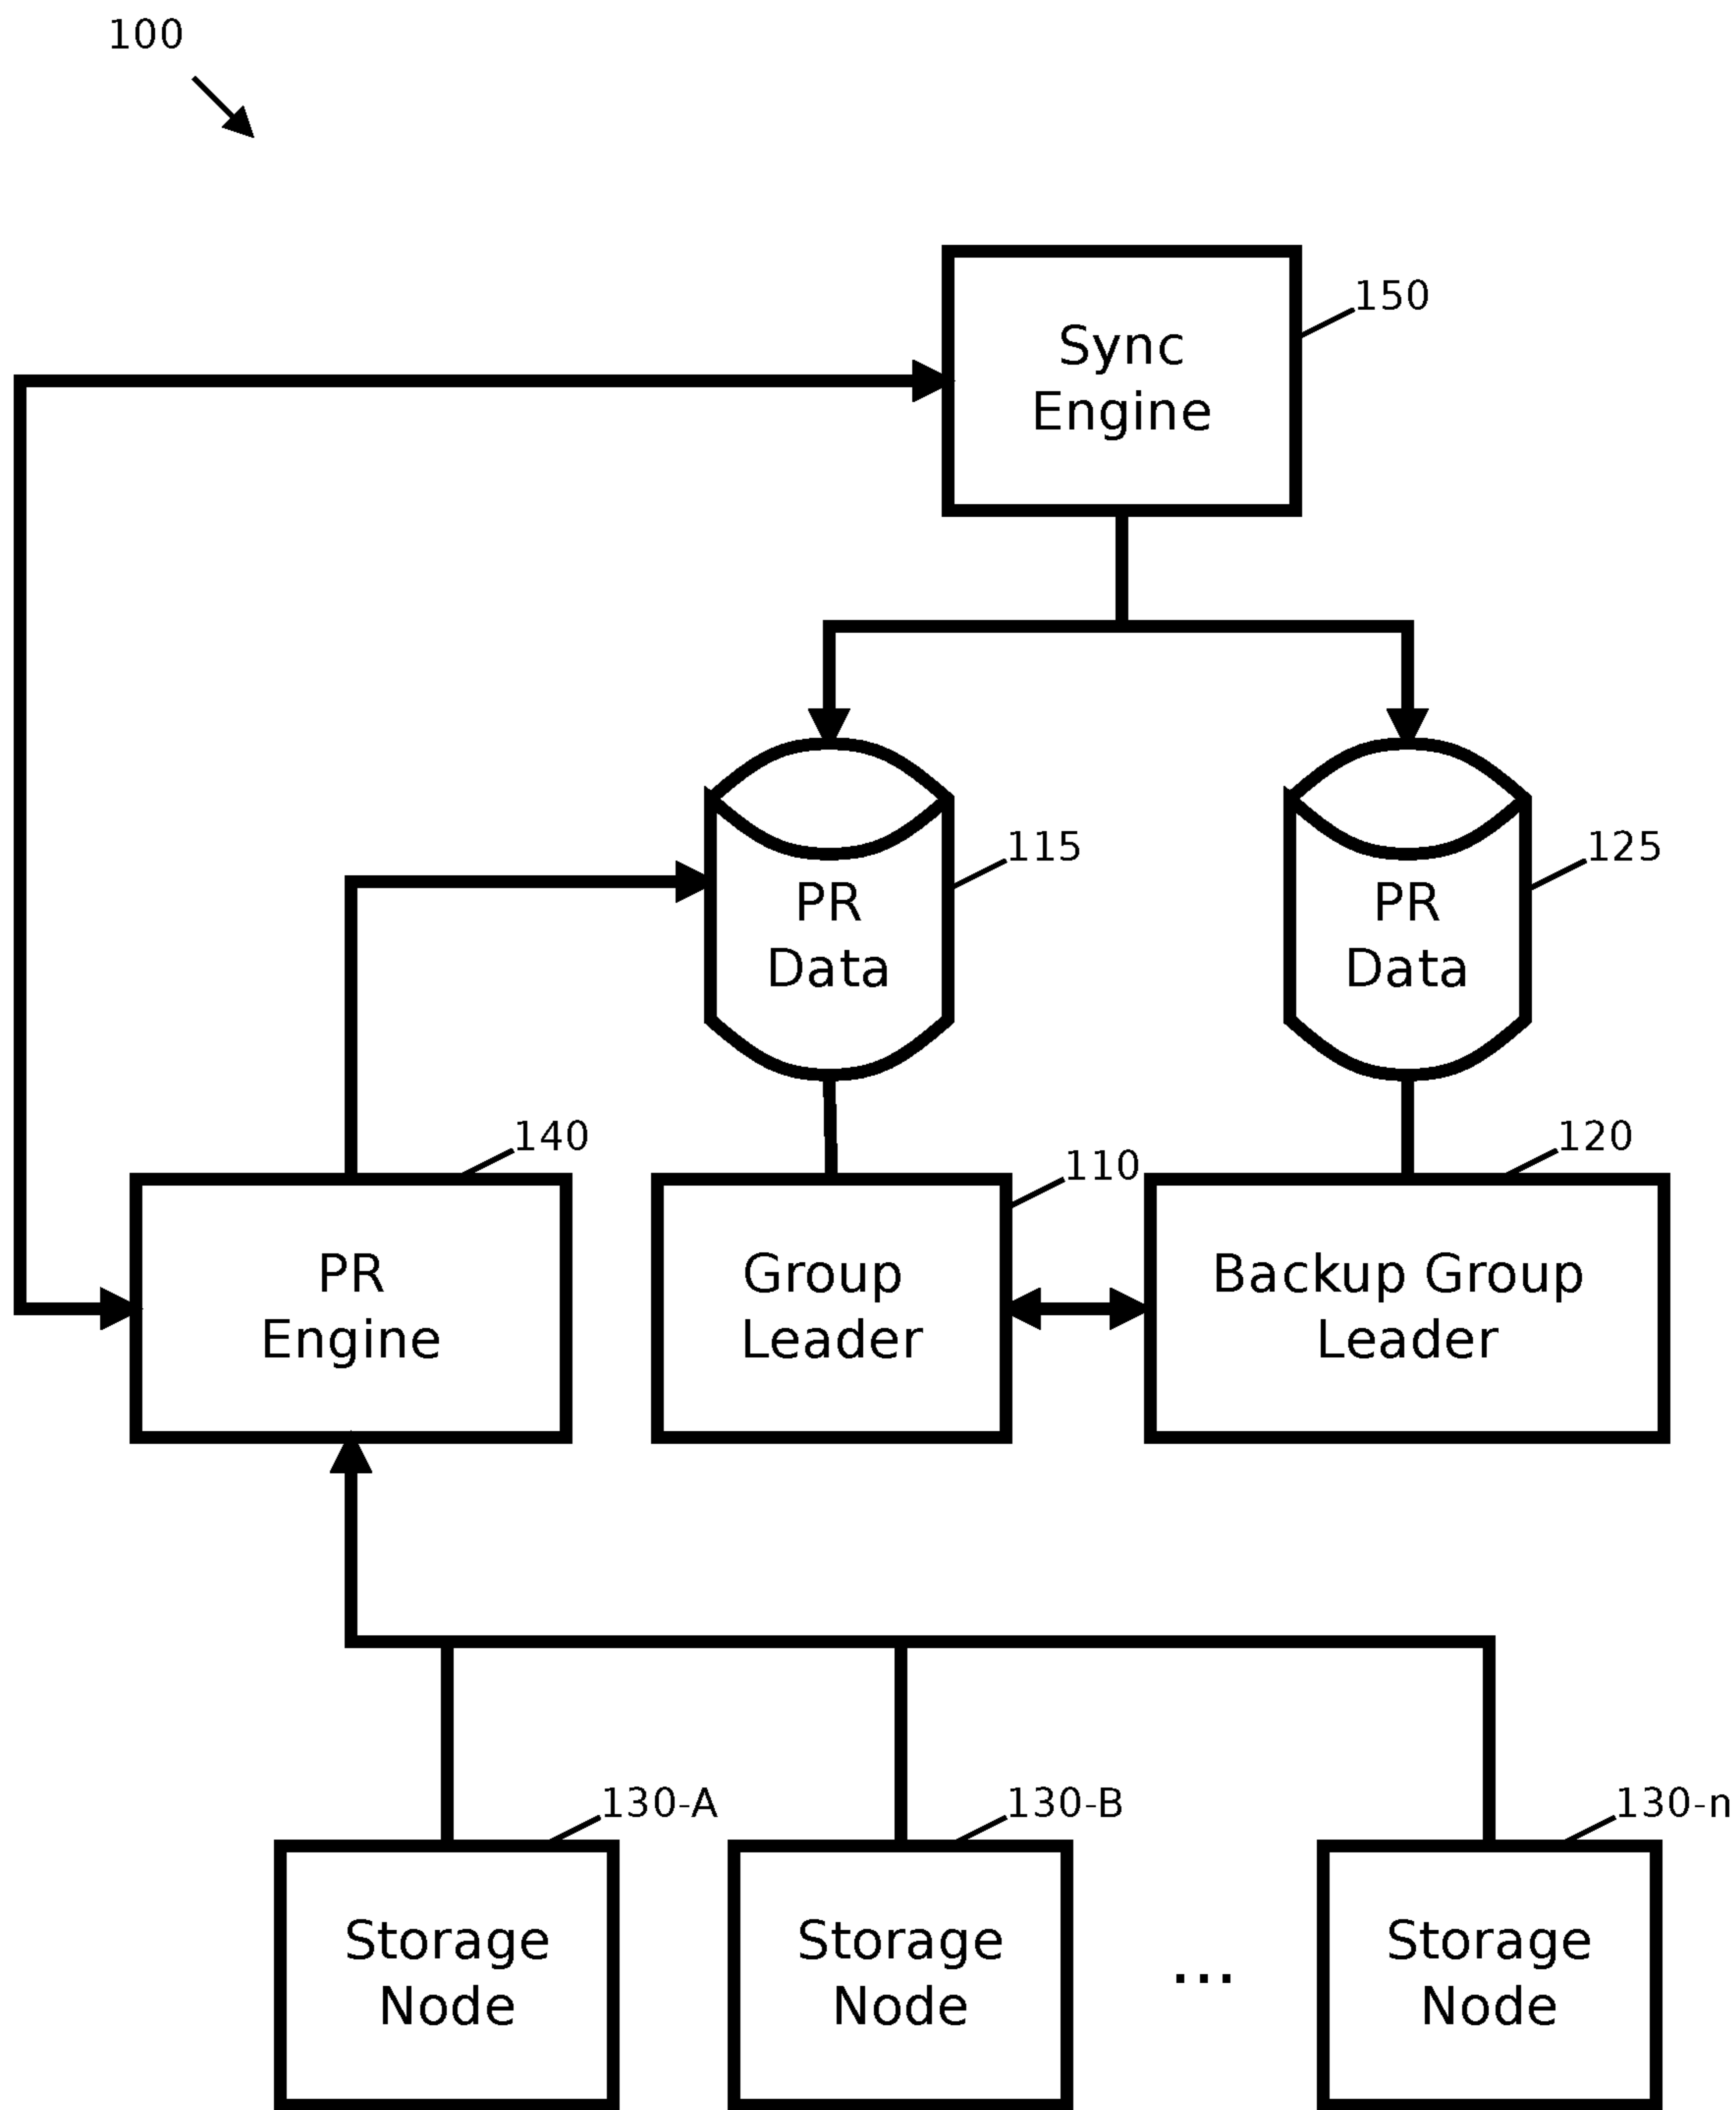 100
150
Sync
Engine
115
125
PR
Data
PR
Data
140
110
120
PR
Engine
Group
Leader
Backup Group
Leader
130-A
130-B
130-n
Storage
Node
Storage
Node
...
Storage
Node